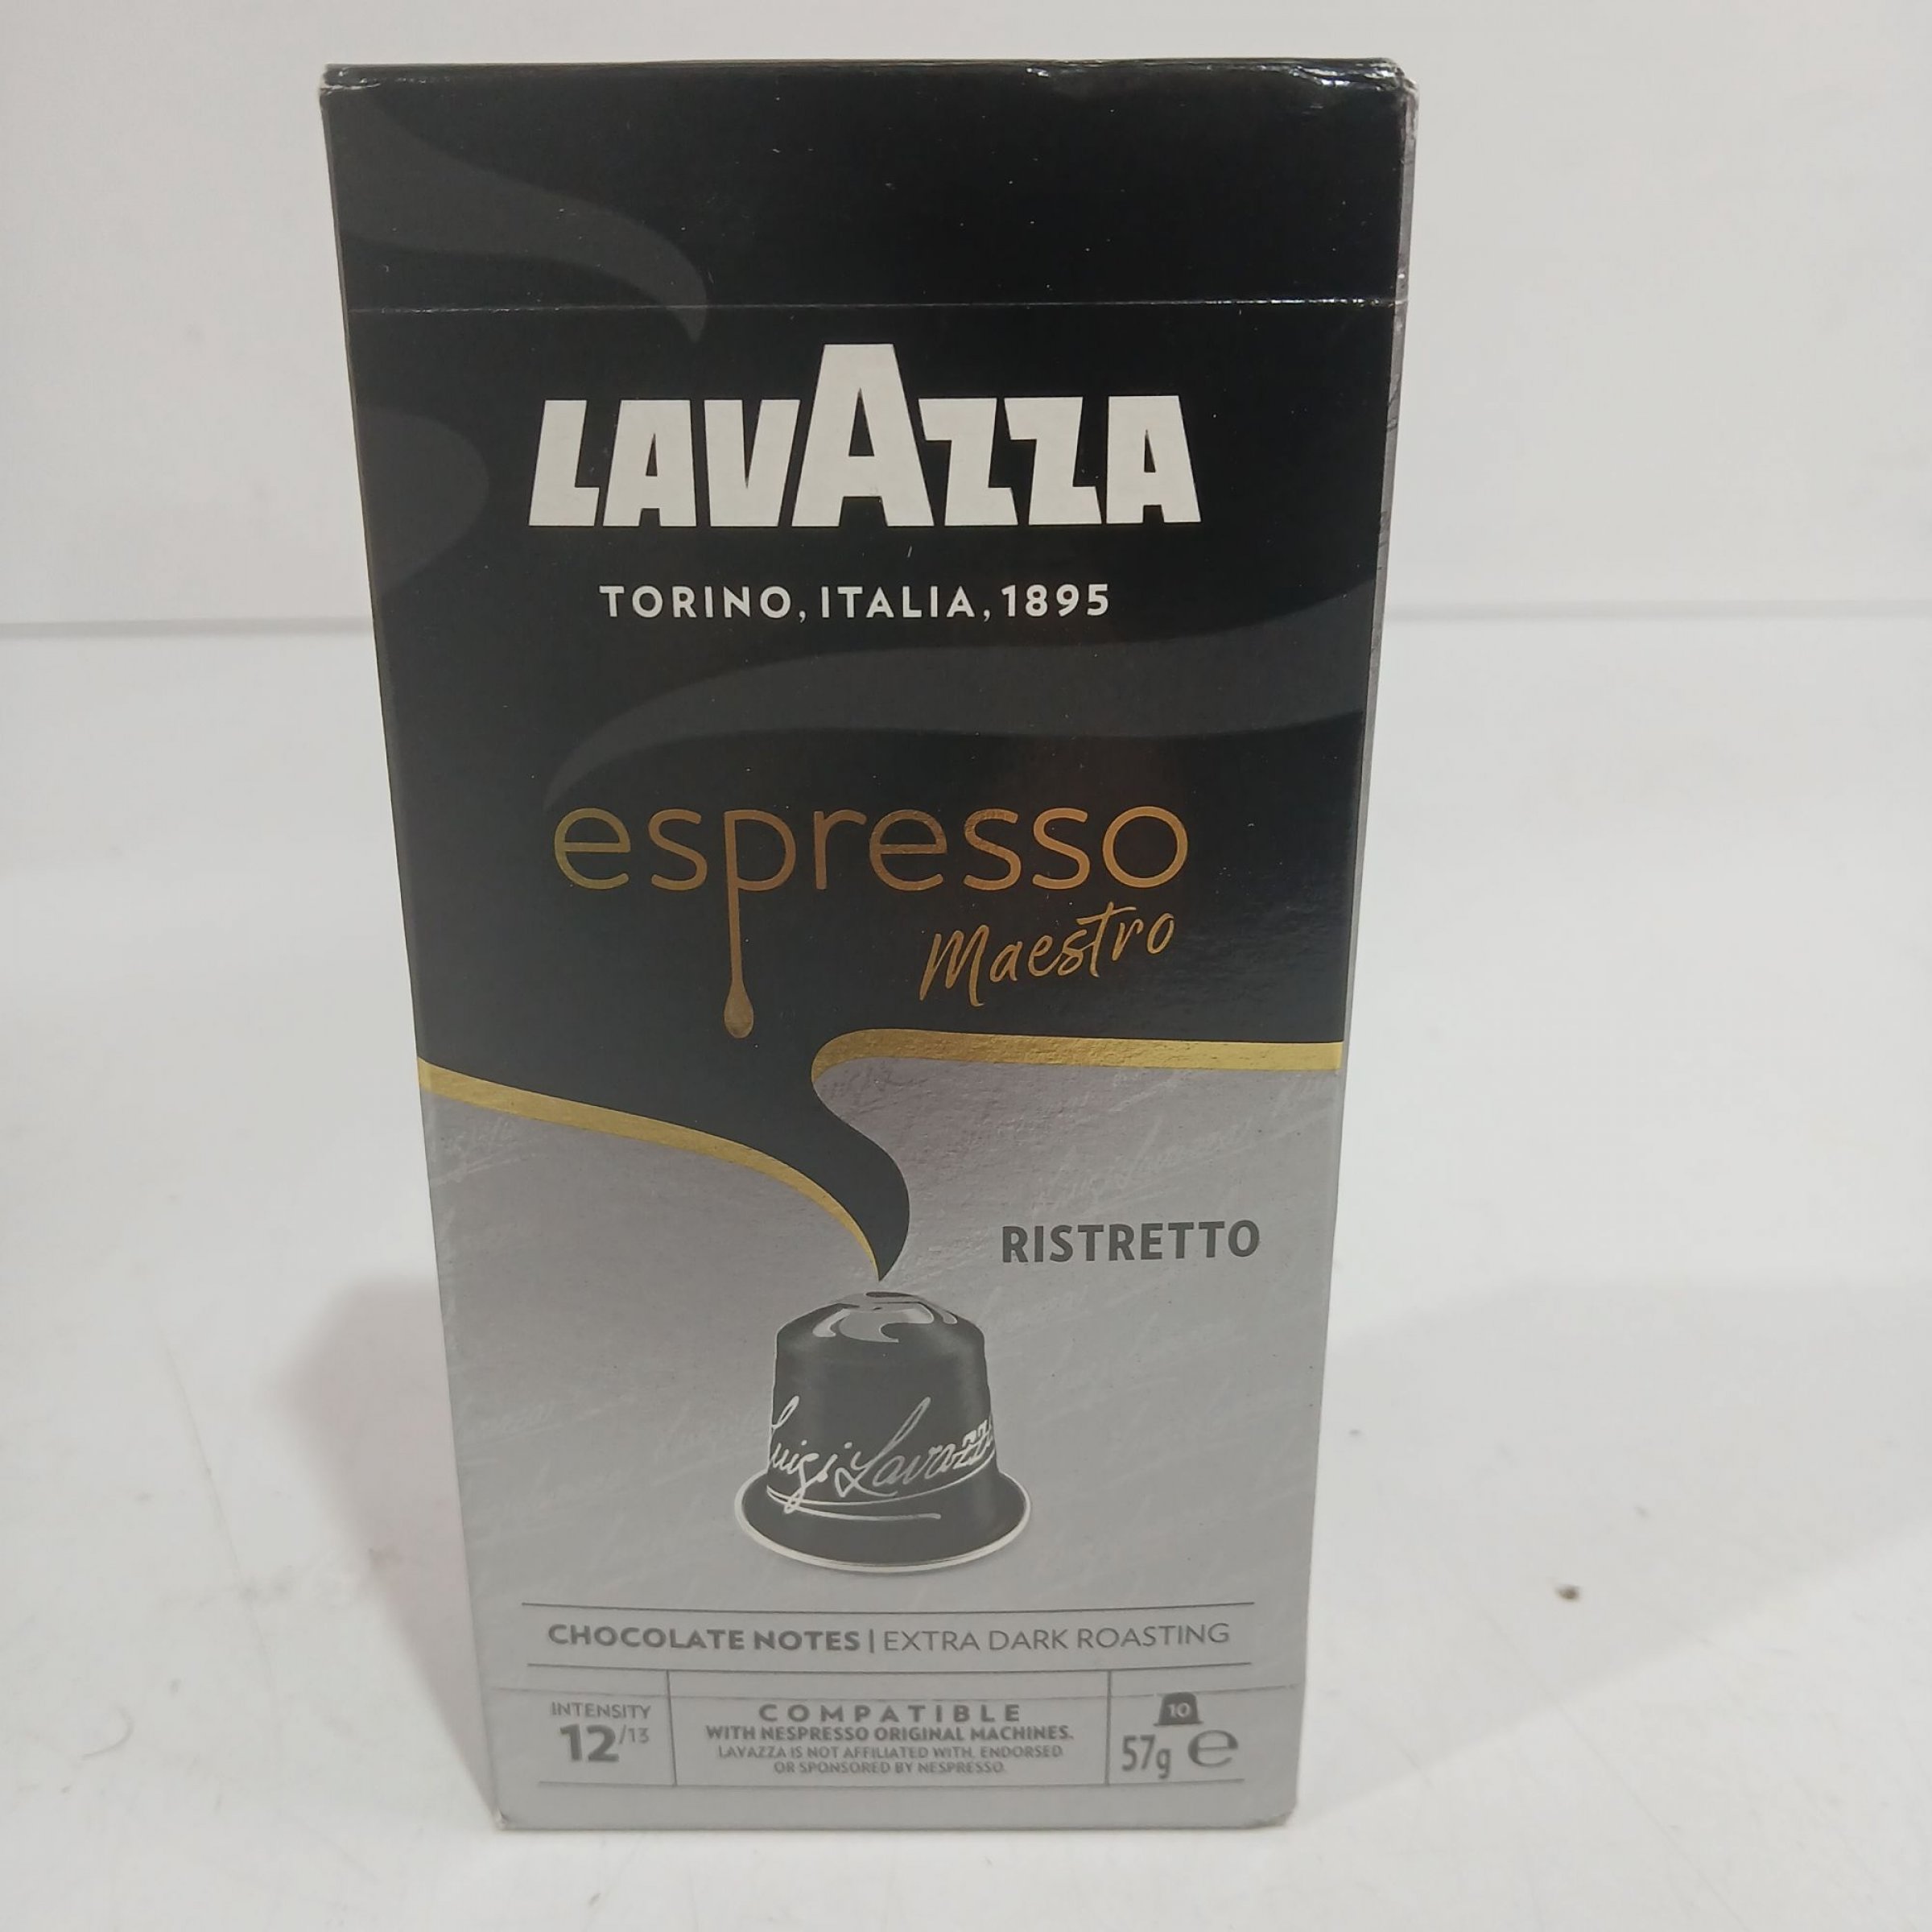 LAVAZZA
TORINO, ITALIA, 1895
espresso
Maestro
RISTRETTO
Luigi Lavazza
CHOCOLATE NOTES | EXTRA DARK ROASTING
INTENSITY
12/13
COMPATIBLE
WITH NESPRESSO ORIGINAL MACHINES.
LAVAZZA IS NOT AFFILIATED WITH, ENDORSED
OR SPONSORED BY NESPRESSO.
10
57g e